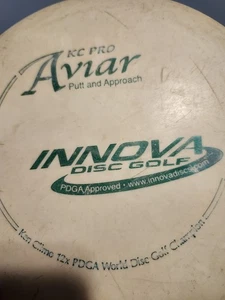 KC PRO
Aviar
Putt and Approach
INNOVA
DISC GOLF
PDGA Approved • www.innovadiscs.com
Ken Climo 12x PDGA World Disc Golf Champion